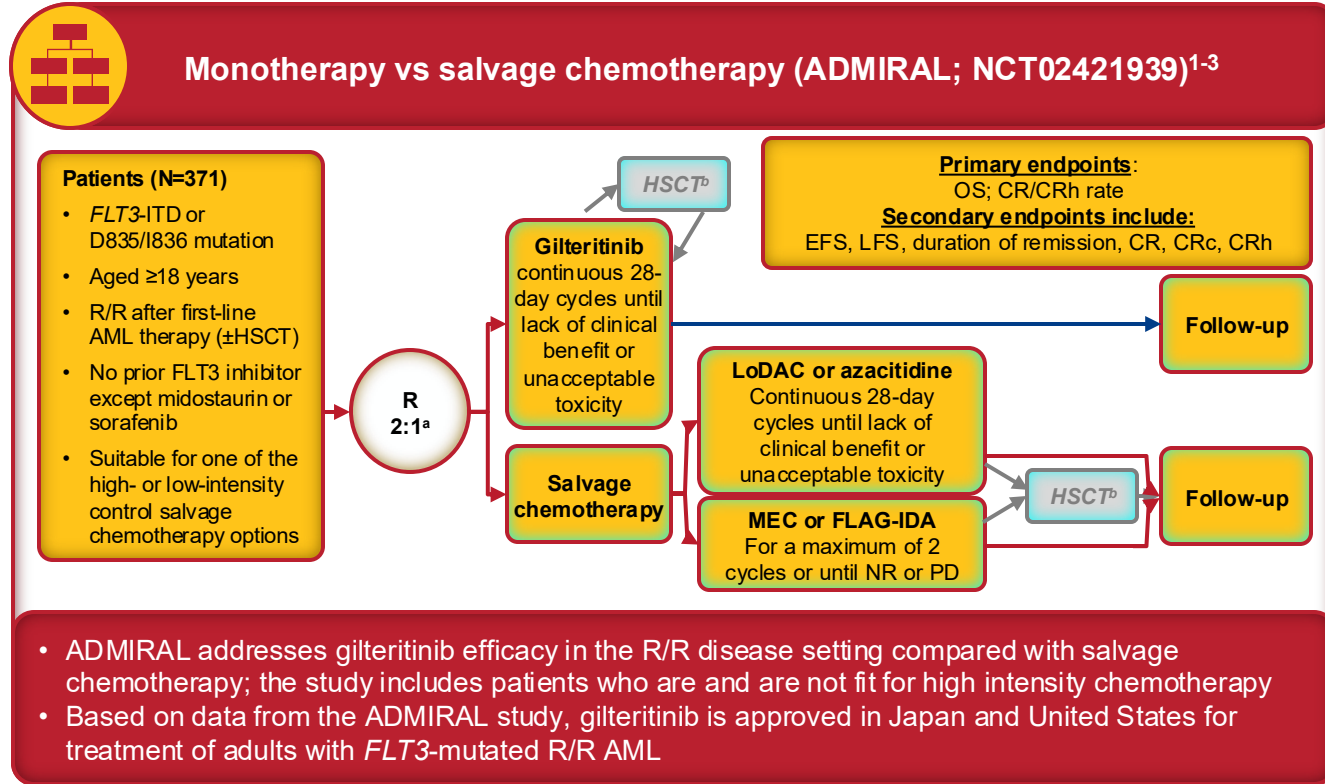 Monotherapy vs salvage chemotherapy (ADMIRAL; NCT02421939)1-3
Patients (N=371)
• FLT3-ITD or
D835/I836 mutation
• Aged ≥18 years
• R/R after first-line
AML therapy (±HSCT)
• No prior FLT3 inhibitor
except midostaurin or
sorafenib
• Suitable for one of the
high- or low-intensity
control salvage
chemotherapy options
R
2:1a
HSCTb
Gilteritinib
continuous 28-
day cycles until
lack of clinical
benefit or
unacceptable
toxicity
Salvage
chemotherapy
Primary endpoints:
OS; CR/CRh rate
Secondary endpoints include:
EFS, LFS, duration of remission, CR, CRc, CRh
Follow-up
LoDAC or azacitidine
Continuous 28-day
cycles until lack of
clinical benefit or
unacceptable toxicity
MEC or FLAG-IDA
For a maximum of 2
cycles or until NR or PD
HSCTb
Follow-up
• ADMIRAL addresses gilteritinib efficacy in the R/R disease setting compared with salvage
chemotherapy; the study includes patients who are and are not fit for high intensity chemotherapy
• Based on data from the ADMIRAL study, gilteritinib is approved in Japan and United States for
treatment of adults with FLT3-mutated R/R AML